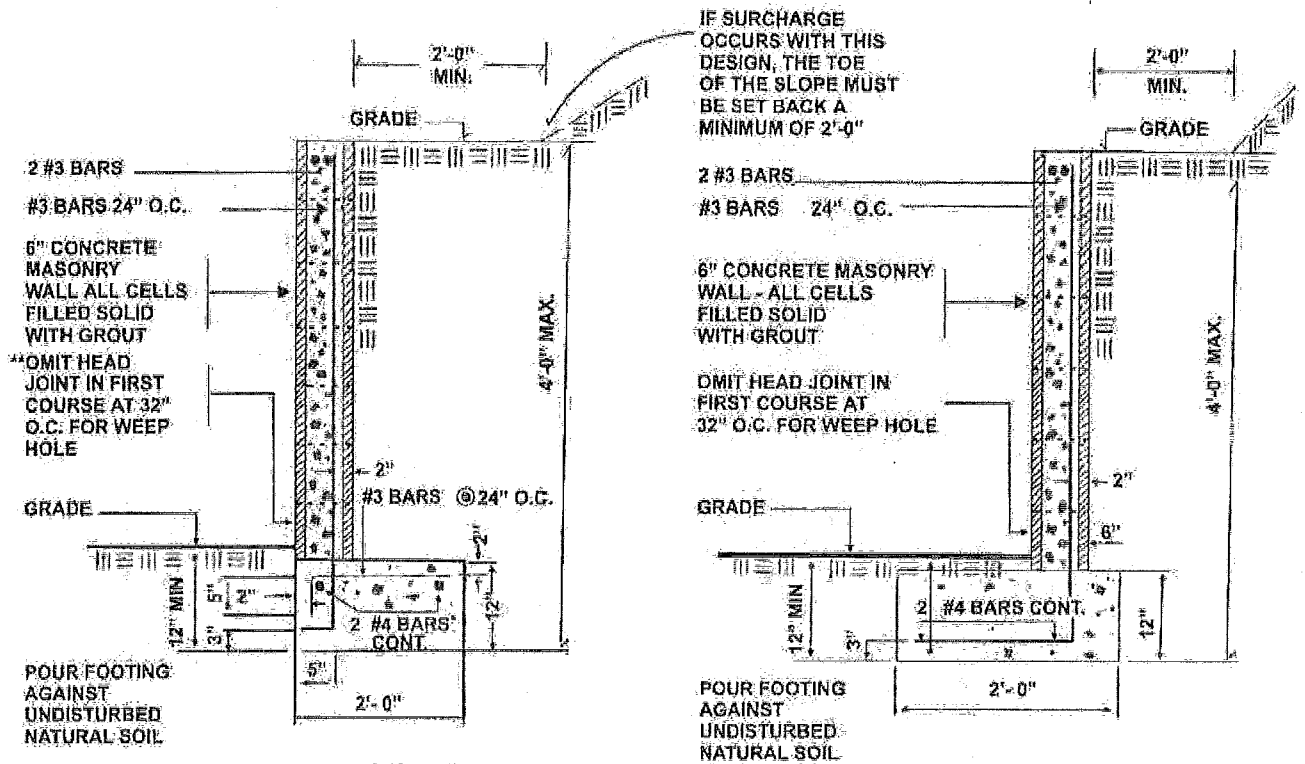 IF SURCHARGE
OCCURS WITH THIS
DESIGN, THE TOE
OF THE SLOPE MUST
BE SET BACK A
MINIMUM OF 2'-0"
2'-0"
MIN.
GRADE
2 #3 BARS
#3 BARS 24" O.C.
6" CONCRETE
MASONRY
WALL ALL CELLS
FILLED SOLID
WITH GROUT
**OMIT HEAD
JOINT IN FIRST
COURSE AT 32"
O.C. FOR WEEP
HOLE
GRADE
4'-0" MAX.
2"
#3 BARS @24" O.C.
2"
12"
12" MIN
5"
2"
3"
2 #4 BARS
CONT.
5"
2'-0"
POUR FOOTING
AGAINST
UNDISTURBED
NATURAL SOIL
2'-0"
MIN.
GRADE
2 #3 BARS
#3 BARS 24" O.C.
6" CONCRETE MASONRY
WALL - ALL CELLS
FILLED SOLID
WITH GROUT
OMIT HEAD JOINT IN
FIRST COURSE AT
32" O.C. FOR WEEP HOLE
GRADE
4'-0" MAX.
2"
6"
12" MIN
3"
2 #4 BARS CONT.
12"
2'-0"
POUR FOOTING
AGAINST
UNDISTURBED
NATURAL SOIL